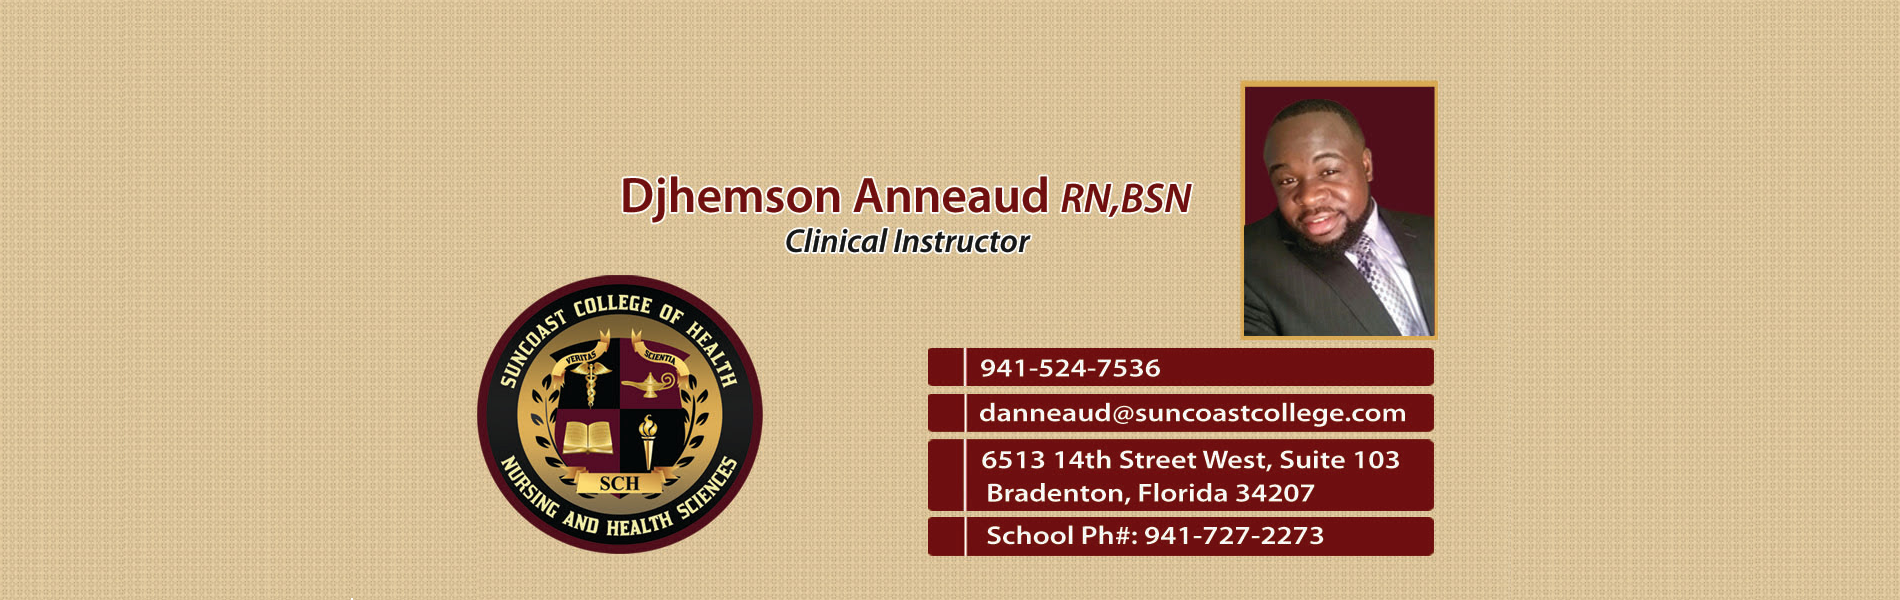 Djhemson Anneaud RN,BSN
Clinical Instructor
SUNCOAST COLLEGE OF HEALTH
VERITAS
SCIENTIA
SCH
NURSING AND HEALTH SCIENCES
941-524-7536
danneaud@suncoastcollege.com
6513 14th Street West, Suite 103
Bradenton, Florida 34207
School Ph#: 941-727-2273